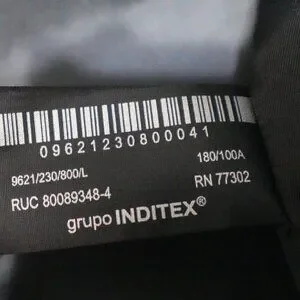 09621230800041
9621/230/800/L 180/100A
RUC 80089348-4 RN 77302
grupo INDITEX®